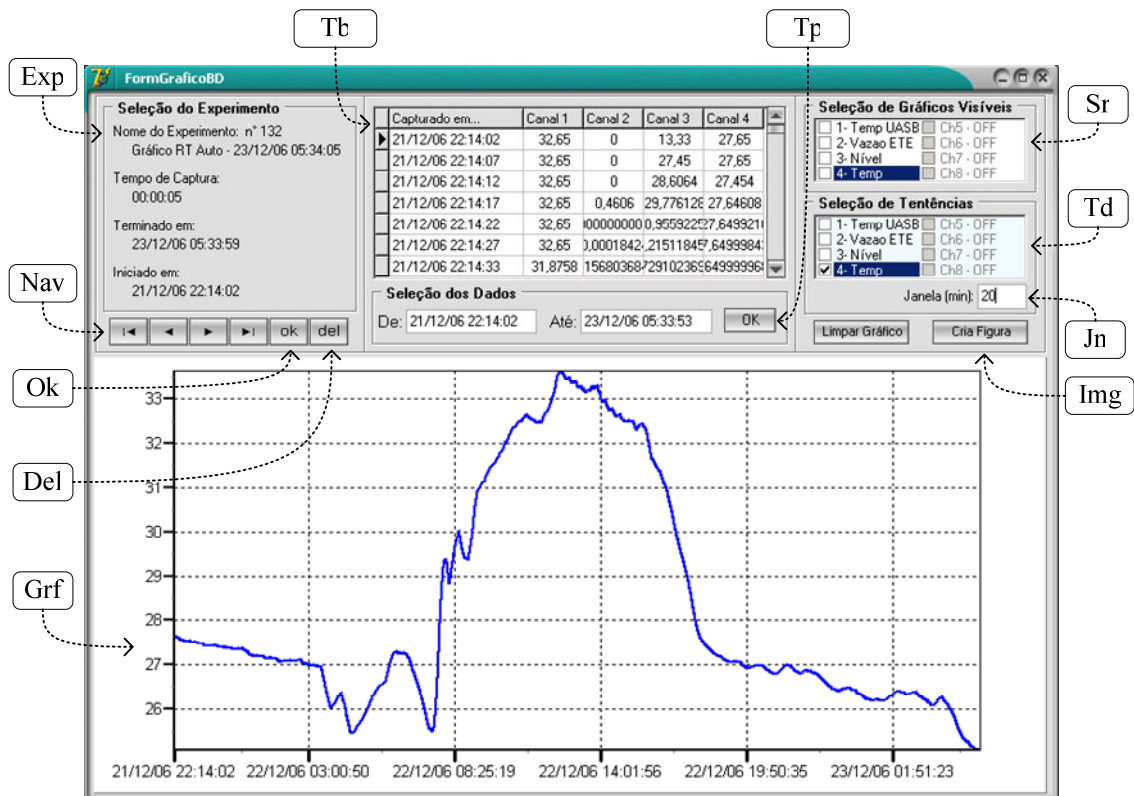 Tb
Tp
Exp
Sr
Td
Nav
Jn
Ok
Img
Del
Grf
FormGraficoBD
Seleção do Experimento
Nome do Experimento: n° 132
Gráfico RT Auto - 23/12/06 05:34:05
Tempo de Captura:
00:00:05
Terminado em:
23/12/06 05:33:59
Iniciado em:
21/12/06 22:14:02
ok del
Capturado em... Canal 1 Canal 2 Canal 3 Canal 4
21/12/06 22:14:02 32,65 0 13,33 27,65
21/12/06 22:14:07 32,65 0 27,45 27,65
21/12/06 22:14:12 32,65 0 28,6064 27,454
21/12/06 22:14:17 32,65 0,4606 29,776128 27,64608
21/12/06 22:14:22 32,65
21/12/06 22:14:27 32,65 0,0001842
21/12/06 22:14:33 31,8758
Seleção dos Dados
De: 21/12/06 22:14:02 Até: 23/12/06 05:33:53 OK
Seleção de Gráficos Visíveis
1- Temp UASB Ch5 - OFF
2- Vazao ETE Ch6 - OFF
3- Nível Ch7 - OFF
4- Temp Ch8 - OFF
Seleção de Tentências
1- Temp UASB Ch5 - OFF
2- Vazao ETE Ch6 - OFF
3- Nível Ch7 - OFF
4- Temp Ch8 - OFF
Janela (min): 20
Limpar Gráfico Cria Figura
33
32
31
30
29
28
27
26
21/12/06 22:14:02 22/12/06 03:00:50 22/12/06 08:25:19 22/12/06 14:01:56 22/12/06 19:50:35 23/12/06 01:51:23